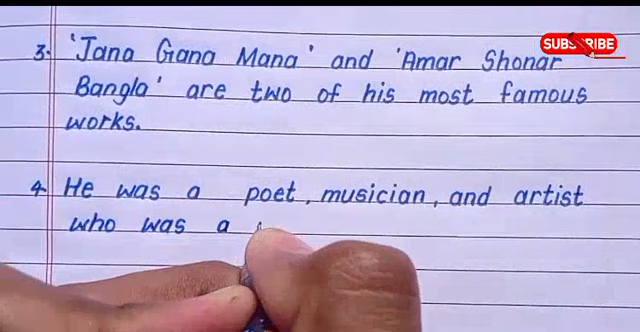 3. 'Jana Gana Mana' and 'Amar Shonar
Bangla' are two of his most famous
works.
4. He was a poet, musician, and artist
who was a
SUBSCRIBE